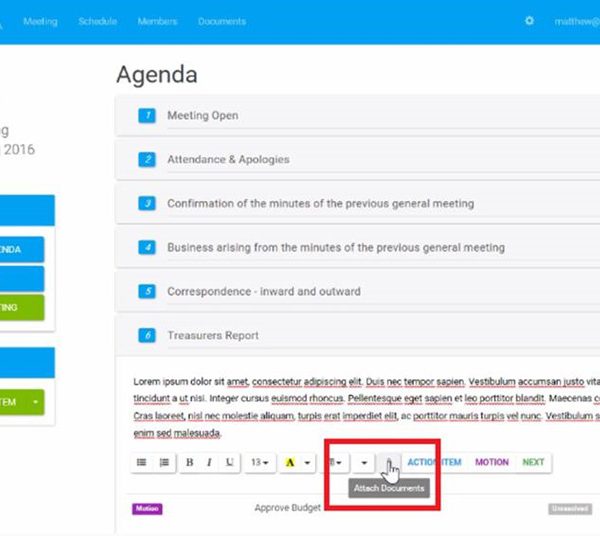 Meeting Schedule Members Documents
matthew@
Agenda
1 Meeting Open
2 Attendance & Apologies
3 Confirmation of the minutes of the previous general meeting
4 Business arising from the minutes of the previous general meeting
5 Correspondence - inward and outward
6 Treasurers Report
2016
Lorem ipsum dolor sit amet, consectetur adipiscing elit. Duis nec tempor sapien. Vestibulum accumsan justo vita
tincidunt a ut nisi. Integer cursus euismod rhoncus. Pellentesque eget sapien et leo porttitor blandit. Maecenas c
Cras laoreet, nisl nec molestie aliquam, turpis erat imperdiet elit, ac porttitor mauris turpis vel nunc. Vestibulum s
enim sed malesuada.
B I U 13 A ACTION ITEM MOTION NEXT
Attach Documents
Motion Approve Budget Unresolved